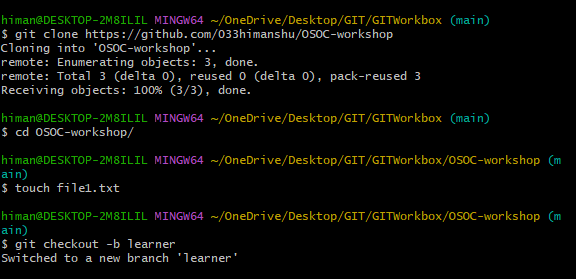 himan@DESKTOP-2M8ILIL MINGW64 ~/OneDrive/Desktop/GIT/GITWorkbox (main)
$ git clone https://github.com/033himanshu/OSOC-workshop
Cloning into 'OSOC-workshop'...
remote: Enumerating objects: 3, done.
remote: Total 3 (delta 0), reused 0 (delta 0), pack-reused 3
Receiving objects: 100% (3/3), done.
himan@DESKTOP-2M8ILIL MINGW64 ~/OneDrive/Desktop/GIT/GITWorkbox (main)
$ cd OSOC-workshop/
himan@DESKTOP-2M8ILIL MINGW64 ~/OneDrive/Desktop/GIT/GITWorkbox/OSOC-workshop (m
ain)
$ touch file1.txt
himan@DESKTOP-2M8ILIL MINGW64 ~/OneDrive/Desktop/GIT/GITWorkbox/OSOC-workshop (m
ain)
$ git checkout -b learner
Switched to a new branch 'learner'